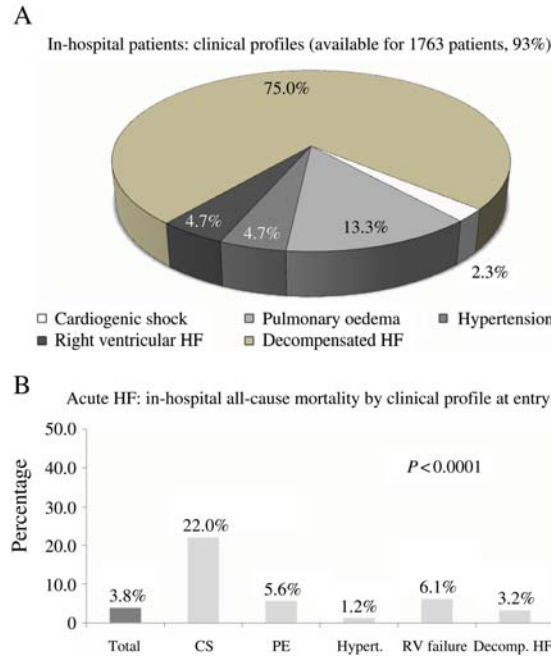 A
In-hospital patients: clinical profiles (available for 1763 patients, 93%)
75.0%
4.7%
4.7%
13.3%
2.3%
Cardiogenic shock Pulmonary oedema Hypertension
Right ventricular HF Decompensated HF
B
Acute HF: in-hospital all-cause mortality by clinical profile at entry
Percentage
50.0
40.0
30.0
20.0
10.0
0
P<0.0001
3.8%
22.0%
5.6%
1.2%
6.1%
3.2%
Total CS PE Hypert. RV failure Decomp. HF